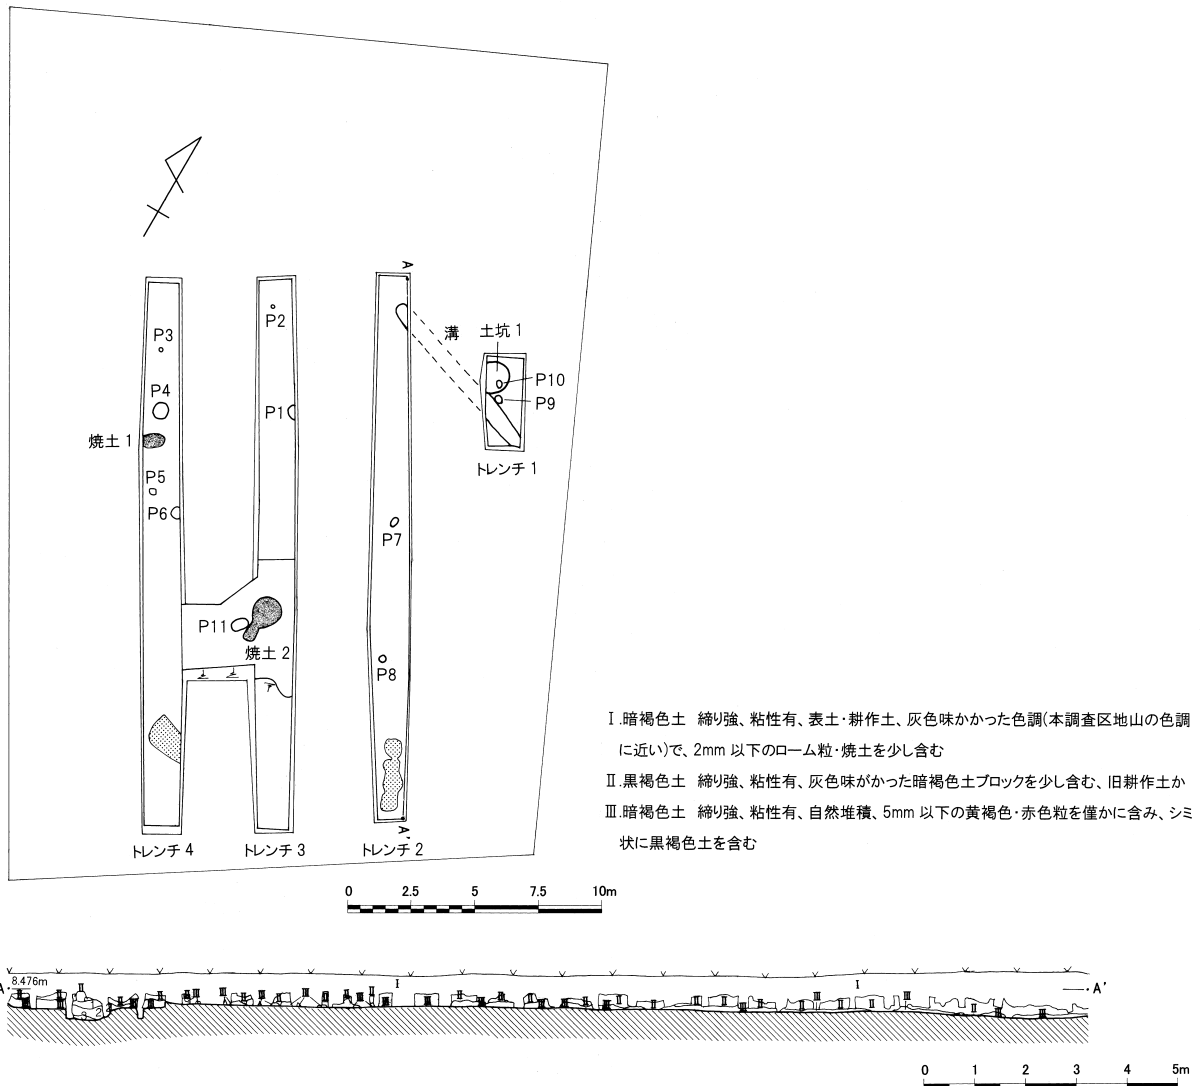 A
P2
P3
溝
土坑 1
P10
P4
P9
P1
焼土 1
トレンチ 1
P5
P6
P7
P11
焼土 2
P8
Ⅰ.暗褐色土 締り強、粘性有、表土・耕作土、灰色味かかった色調(本調査区地山の色調
に近い)で、2mm 以下のローム粒・焼土を少し含む
Ⅱ.黒褐色土 締り強、粘性有、灰色味がかった暗褐色土ブロックを少し含む、旧耕作土か
Ⅲ.暗褐色土 締り強、粘性有、自然堆積、5mm 以下の黄褐色・赤色粒を僅かに含み、シミ
状に黒褐色土を含む
A'
トレンチ 4
トレンチ 3
トレンチ 2
0 2.5 5 7.5 10m
A
8.476m
Ⅰ
Ⅰ
A'
0 1 2 3 4 5m